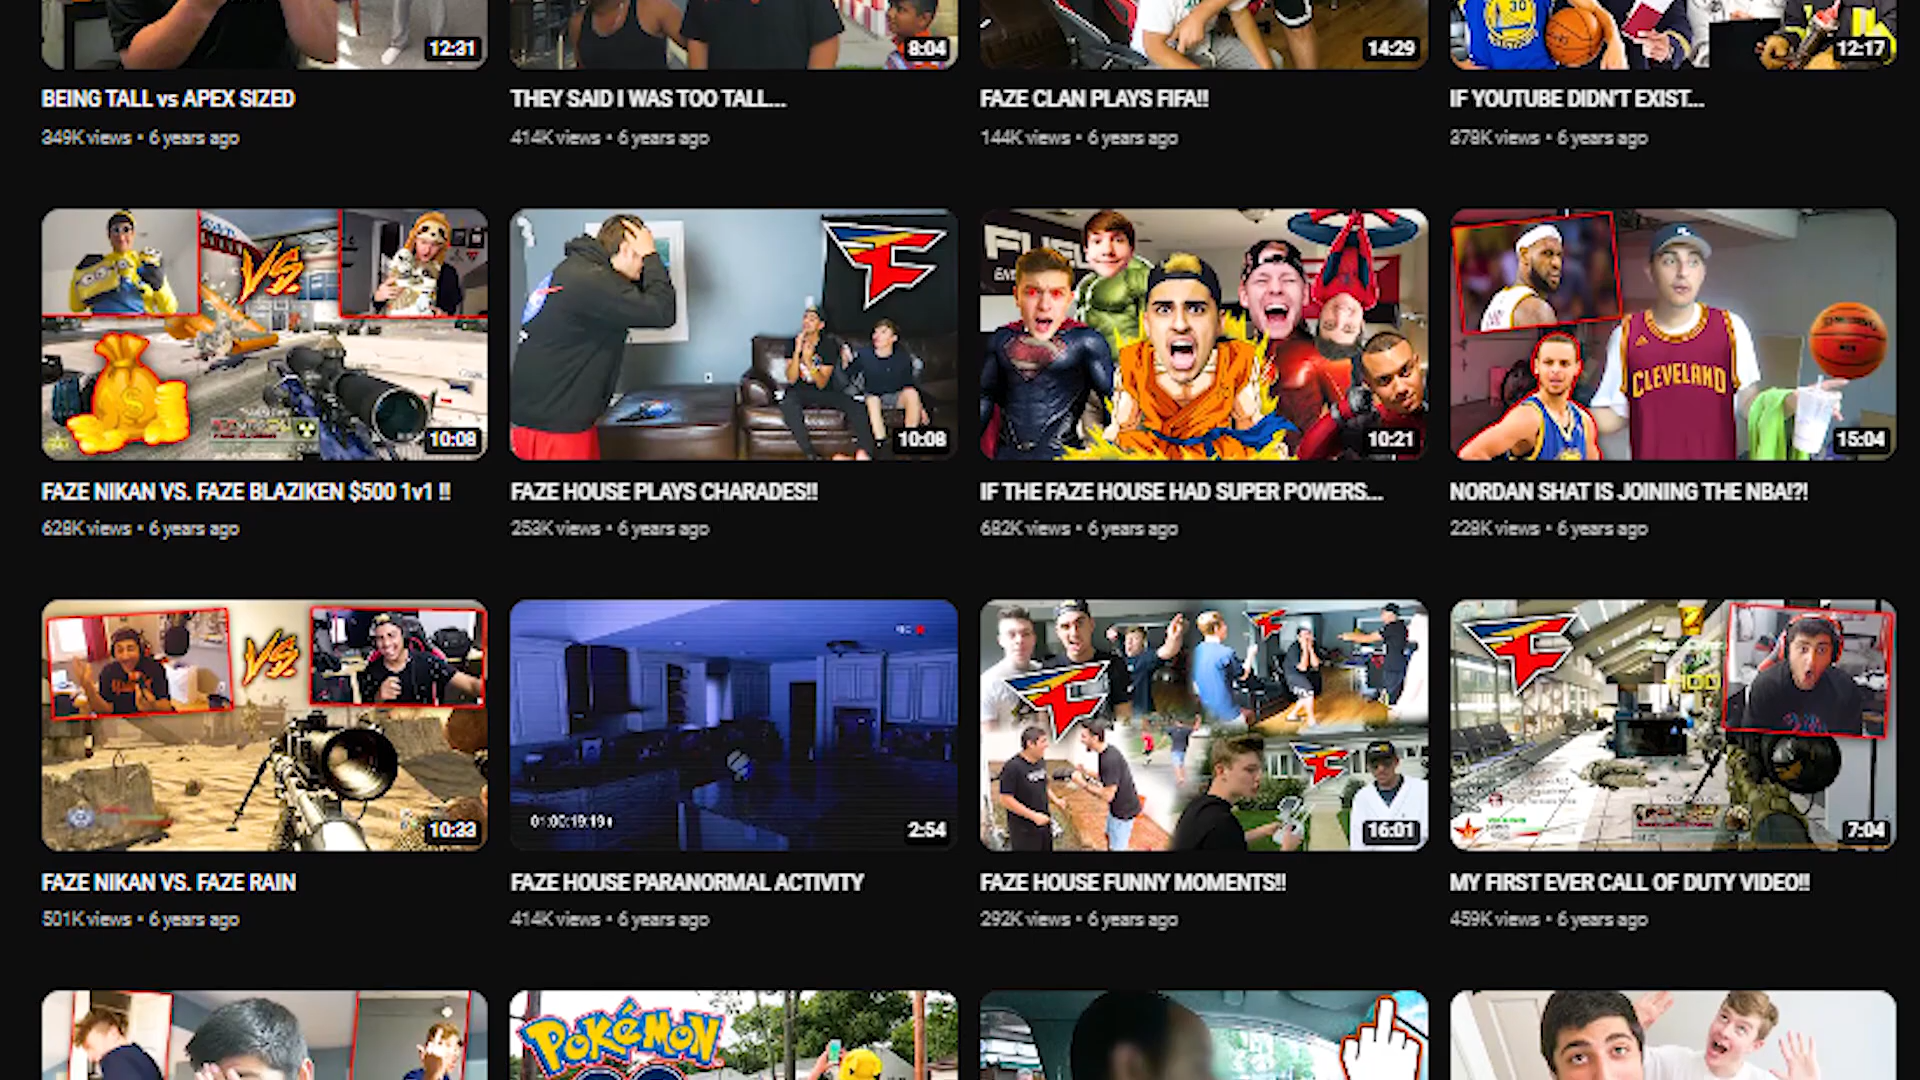 12:31
8:04
14:29
30
12:17
BEING TALL vs APEX SIZED
THEY SAID I WAS TOO TALL...
FAZE CLAN PLAYS FIFA!!
IF YOUTUBE DIDN'T EXIST...
349K views • 6 years ago
414K views • 6 years ago
144K views • 6 years ago
378K views • 6 years ago
VS
10:08
10:08
FUEL
10:21
CLEVELAND
15:04
FAZE NIKAN VS. FAZE BLAZIKEN $500 1v1 !!
FAZE HOUSE PLAYS CHARADES!!
IF THE FAZE HOUSE HAD SUPER POWERS...
NORDAN SHAT IS JOINING THE NBA!?!
628K views • 6 years ago
253K views • 6 years ago
682K views • 6 years ago
228K views • 6 years ago
VS
10:33
01:00:19:19
2:54
16:01
7:04
FAZE NIKAN VS. FAZE RAIN
FAZE HOUSE PARANORMAL ACTIVITY
FAZE HOUSE FUNNY MOMENTS!!
MY FIRST EVER CALL OF DUTY VIDEO!!
501K views • 6 years ago
414K views • 6 years ago
292K views • 6 years ago
459K views • 6 years ago
POKéMON